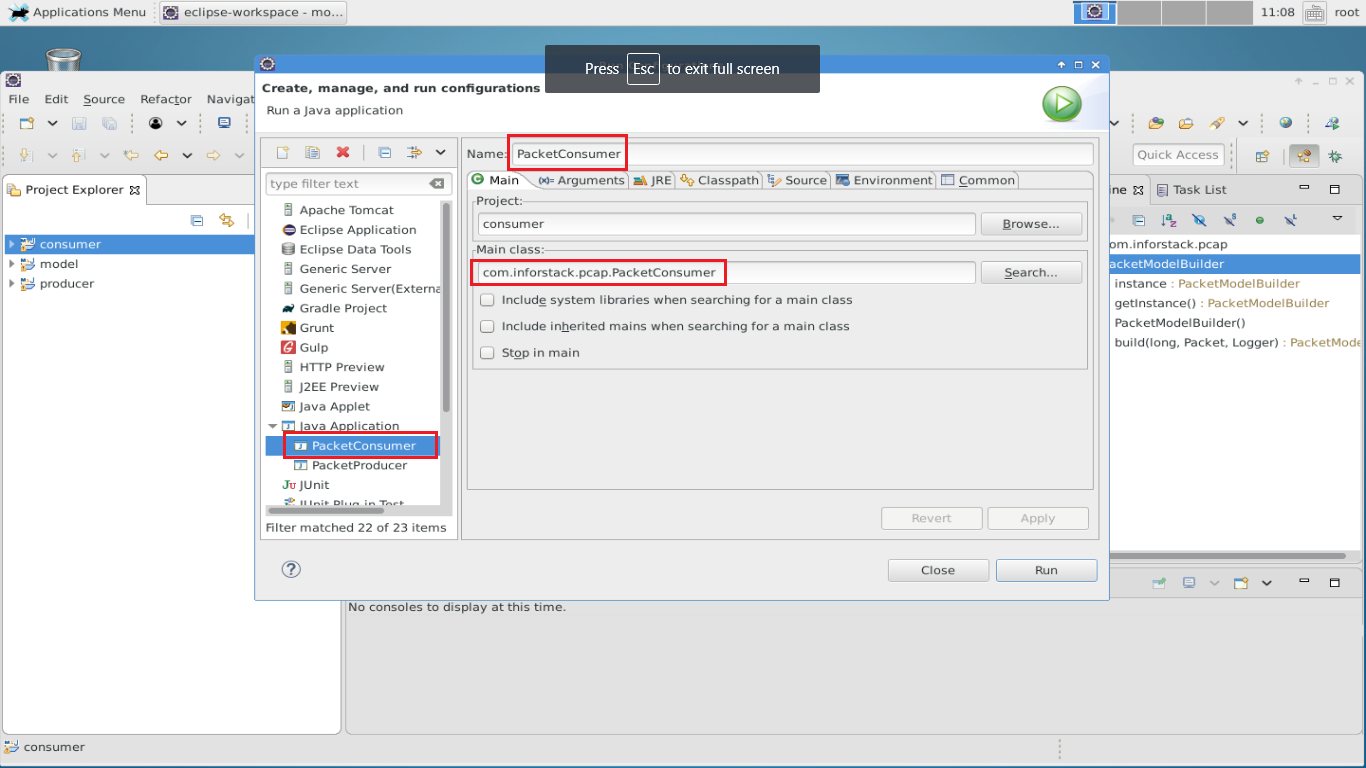 Applications Menu
eclipse-workspace - mo...
11:08
root
Press Esc to exit full screen
File Edit Source Refactor Navigat
Quick Access
Project Explorer
consumer
model
producer
Create, manage, and run configurations
Run a Java application
type filter text
Apache Tomcat
Eclipse Application
Eclipse Data Tools
Generic Server
Generic Server(Externa
Gradle Project
Grunt
Gulp
HTTP Preview
J2EE Preview
Java Applet
Java Application
PacketConsumer
PacketProducer
JUnit
JUnit Plug-in Test
Filter matched 22 of 23 items
Name: PacketConsumer
Main Arguments JRE Classpath Source Environment Common
Project:
consumer
Browse...
Main class:
com.inforstack.pcap.PacketConsumer
Search...
Include system libraries when searching for a main class
Include inherited mains when searching for a main class
Stop in main
Revert Apply
Close Run
ine Task List
om.inforstack.pcap
acketModelBuilder
instance : PacketModelBuilder
getInstance() : PacketModelBuilder
PacketModelBuilder()
build(long, Packet, Logger) : PacketMode
No consoles to display at this time.
consumer